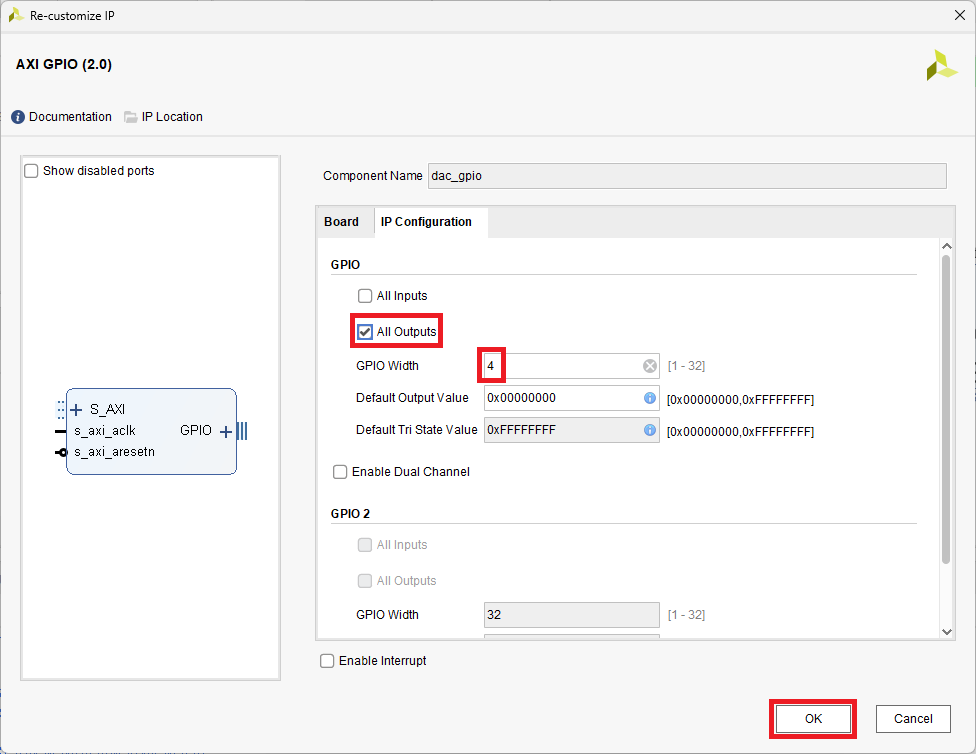 Re-customize IP
AXI GPIO (2.0)
Documentation IP Location
Show disabled ports
S_AXI
s_axi_aclk GPIO
s_axi_aresetn
Component Name dac_gpio
Board IP Configuration
GPIO
All Inputs
All Outputs
GPIO Width 4 [1 - 32]
Default Output Value 0x00000000 [0x00000000,0xFFFFFFFF]
Default Tri State Value 0xFFFFFFFF [0x00000000,0xFFFFFFFF]
Enable Dual Channel
GPIO 2
All Inputs
All Outputs
GPIO Width 32 [1 - 32]
Enable Interrupt
OK Cancel